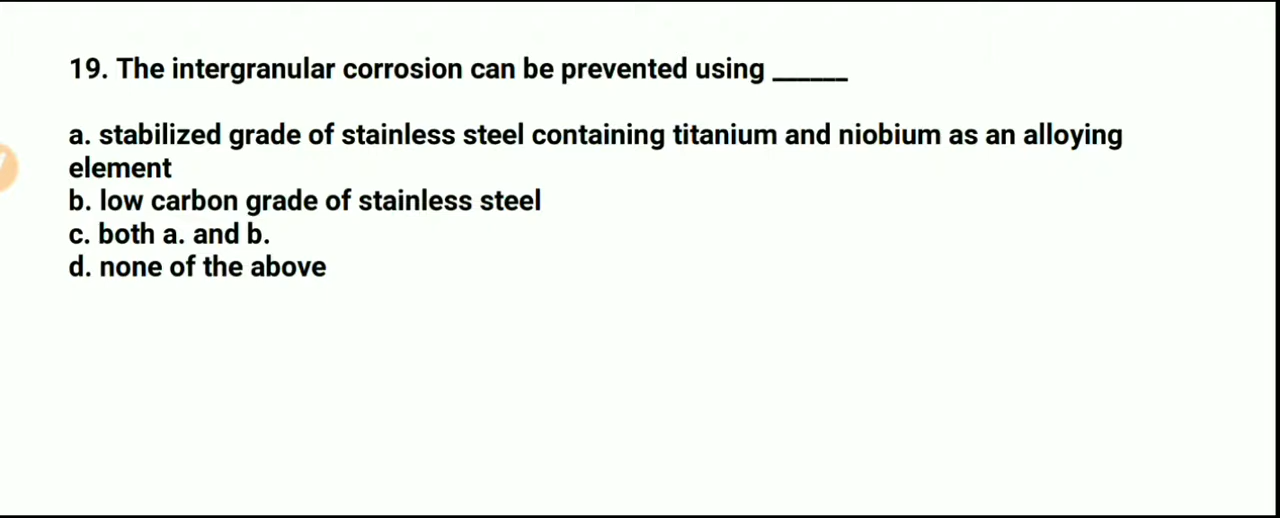 19. The intergranular corrosion can be prevented using ______
a. stabilized grade of stainless steel containing titanium and niobium as an alloying
element
b. low carbon grade of stainless steel
c. both a. and b.
d. none of the above